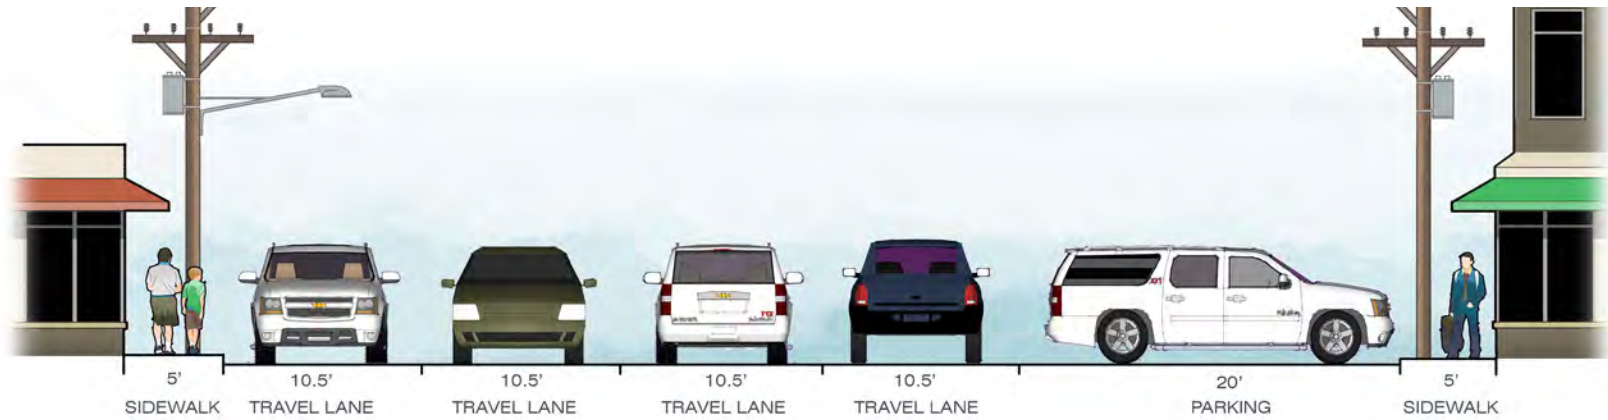 5' 10.5' 10.5' 10.5' 10.5' 20' 5'
SIDEWALK TRAVEL LANE TRAVEL LANE TRAVEL LANE TRAVEL LANE PARKING SIDEWALK